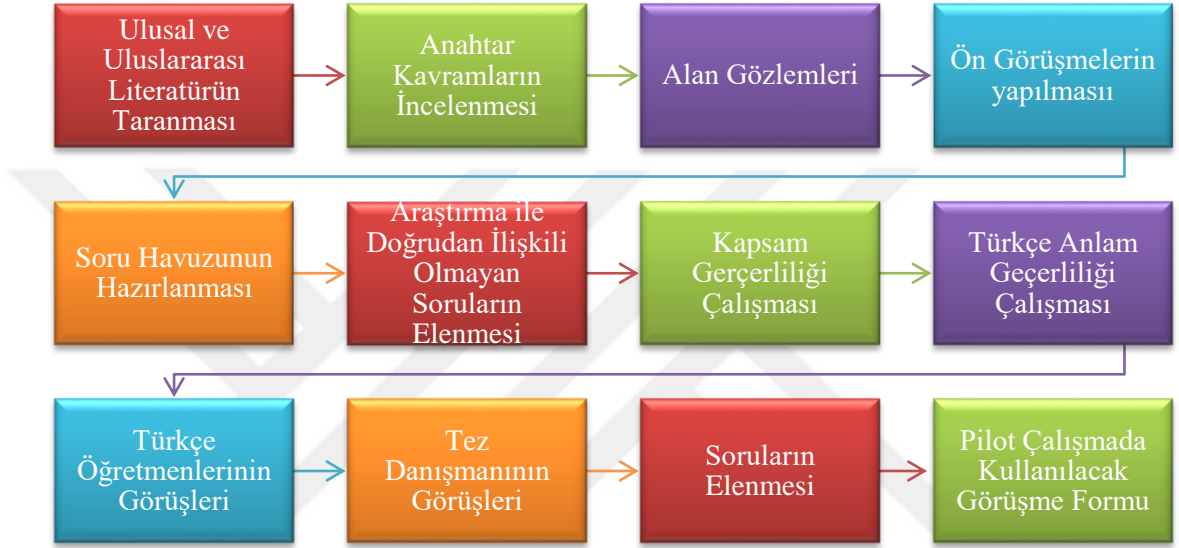 Ulusal ve
Uluslararası
Literatürün
Taranması
Anahtar
Kavramların
İncelenmesi
Alan Gözlemleri
Ön Görüşmelerin
yapılmasıı
Soru Havuzunun
Hazırlanması
Araştırma ile
Doğrudan İlişkili
Olmayan
Soruların
Elenmesi
Kapsam
Gerçerliliği
Çalışması
Türkçe Anlam
Geçerliliği
Çalışması
Türkçe
Öğretmenlerinin
Görüşleri
Tez
Danışmanının
Görüşleri
Soruların
Elenmesi
Pilot Çalışmada
Kullanılacak
Görüşme Formu